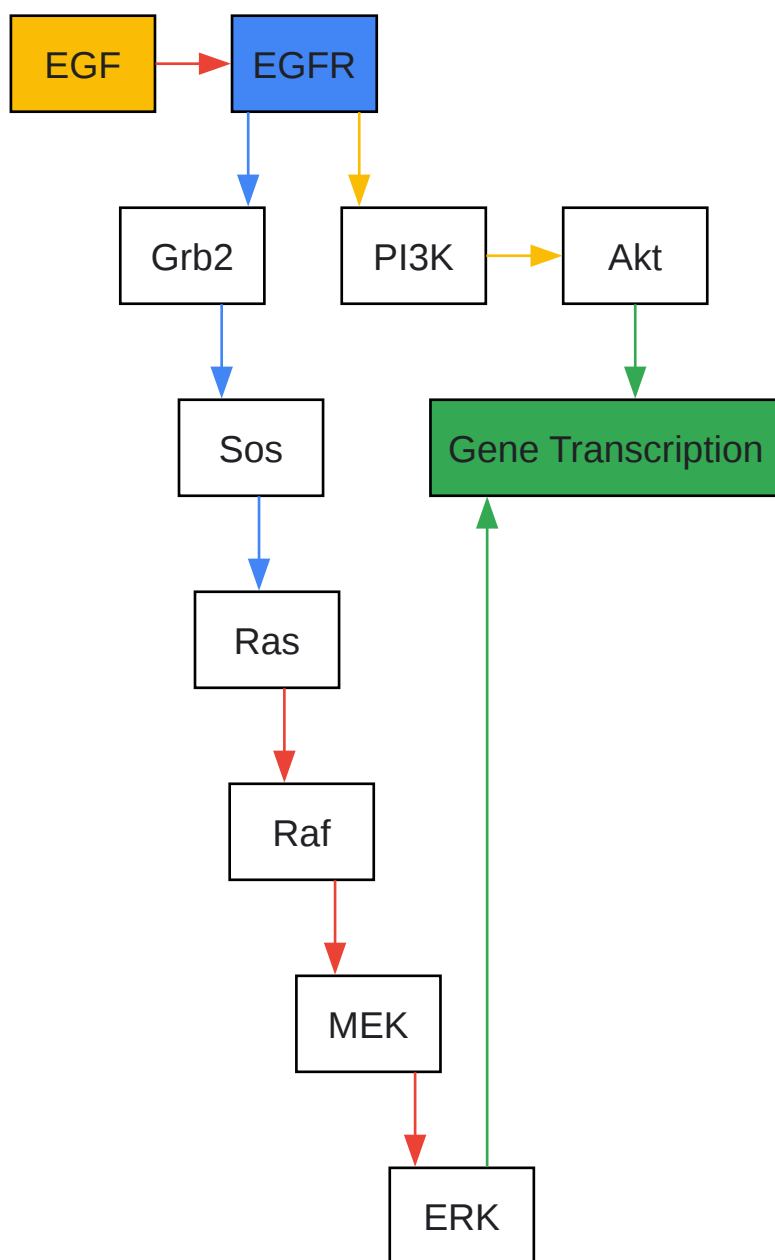 EGF
EGFR
Grb2
PI3K
Akt
Sos
Gene Transcription
Ras
Raf
MEK
ERK